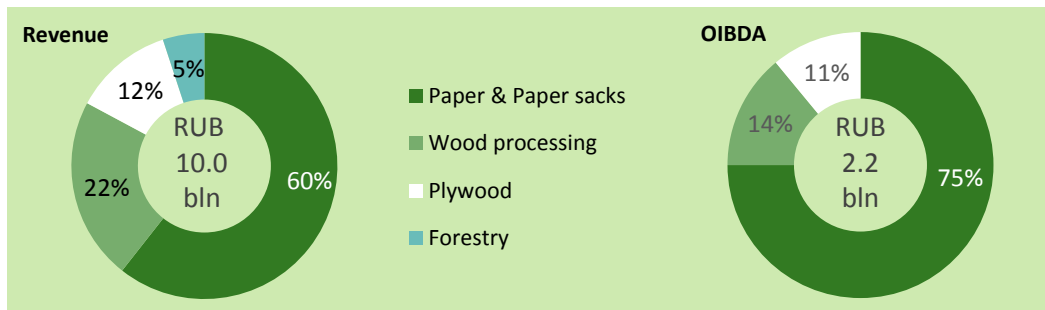 Revenue
5%
12%
22%
60%
RUB
10.0
bln
Paper & Paper sacks
Wood processing
Plywood
Forestry
OIBDA
11%
14%
75%
RUB
2.2
bln